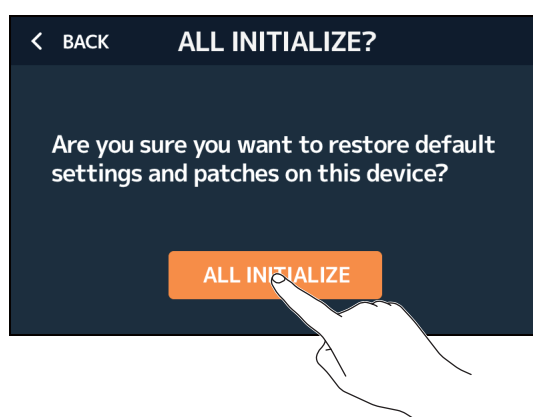 BACK ALL INITIALIZE?
Are you sure you want to restore default
settings and patches on this device?
ALL INITIALIZE